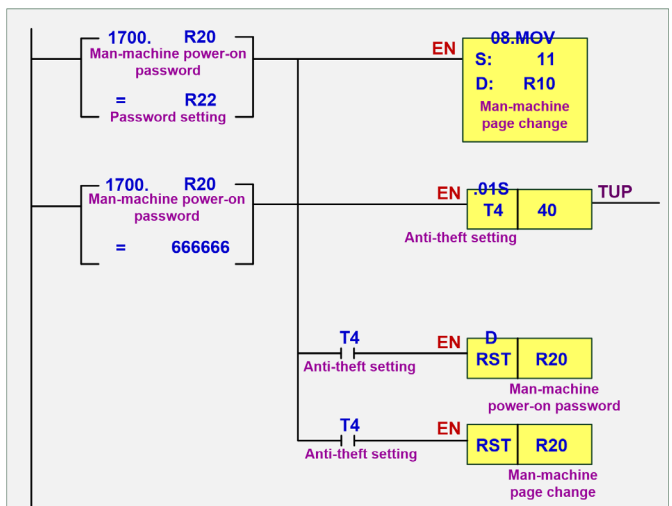 1700. R20
Man-machine power-on
password
= R22
Password setting
EN
08.MOV
S: 11
D: R10
Man-machine
page change
1700. R20
Man-machine power-on
password
= 666666
EN
.01S
T4 40
TUP
Anti-theft setting
T4
Anti-theft setting
EN
D
RST R20
Man-machine
power-on password
T4
Anti-theft setting
EN
RST R20
Man-machine
page change